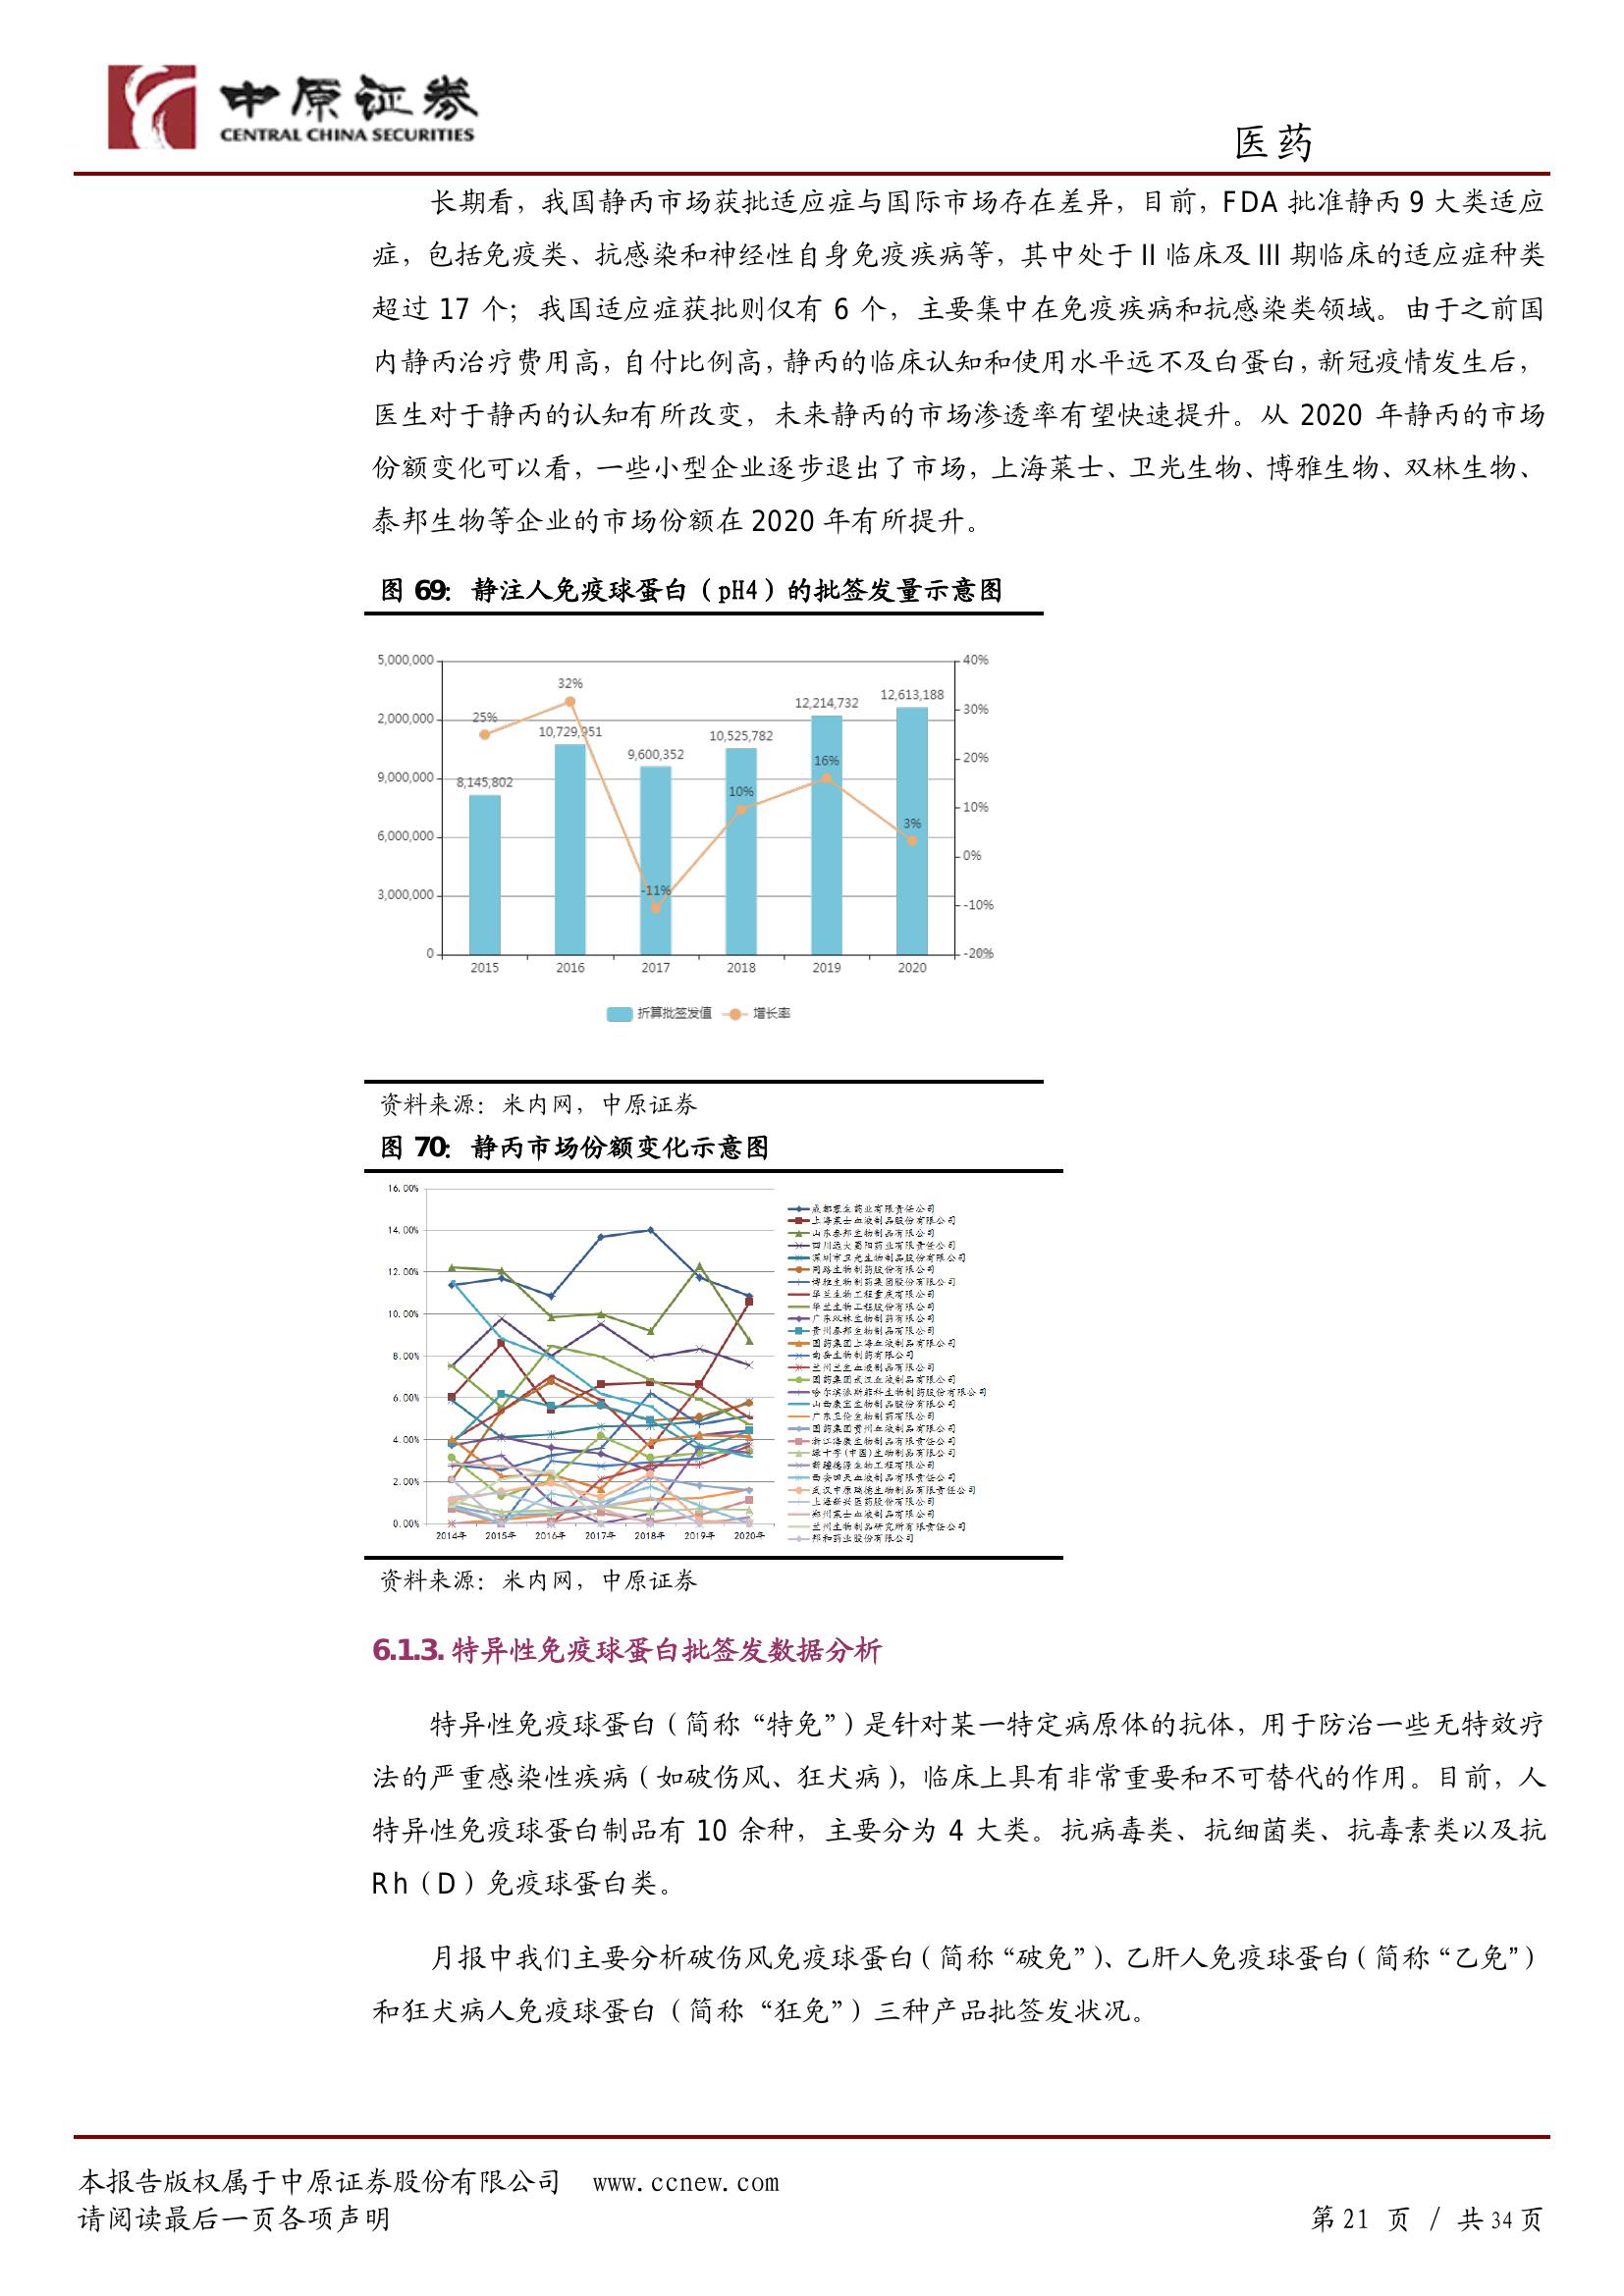 中原证券
CENTRAL CHINA SECURITIES
医药
长期看，我国静丙市场获批适应症与国际市场存在差异，目前，FDA 批准静丙 9 大类适应
症，包括免疫类、抗感染和神经性自身免疫疾病等，其中处于 II 临床及 III 期临床的适应症种类
超过 17 个；我国适应症获批则仅有 6 个，主要集中在免疫疾病和抗感染类领域。由于之前国
内静丙治疗费用高，自付比例高，静丙的临床认知和使用水平远不及白蛋白，新冠疫情发生后，
医生对于静丙的认知有所改变，未来静丙的市场渗透率有望快速提升。从 2020 年静丙的市场
份额变化可以看，一些小型企业逐步退出了市场，上海莱士、卫光生物、博雅生物、双林生物、
泰邦生物等企业的市场份额在 2020 年有所提升。
图 69：静注人免疫球蛋白（pH4）的批签发量示意图
5,000,000
2,000,000
9,000,000
6,000,000
3,000,000
0
40%
30%
20%
10%
0%
-10%
-20%
25%
32%
-11%
10%
16%
3%
8,145,802
10,729,951
9,600,352
10,525,782
12,214,732
12,613,188
2015 2016 2017 2018 2019 2020
折算批签发值 增长率
资料来源：米内网，中原证券
图 70：静丙市场份额变化示意图
16.00%
14.00%
12.00%
10.00%
8.00%
6.00%
4.00%
2.00%
0.00%
2014年 2015年 2016年 2017年 2018年 2019年 2020年
成都蓉生药业有限责任公司
上海莱士血液制品股份有限公司
山东泰邦生物制品有限公司
四川远大蜀阳药业有限责任公司
深圳市卫光生物制品股份有限公司
同路生物制药股份有限公司
博雅生物制药集团股份有限公司
华兰生物工程重庆有限公司
华兰生物工程股份有限公司
广东双林生物制药有限公司
贵州泰邦生物制品有限公司
国药集团上海血液制品有限公司
南岳生物制药有限公司
兰州兰生血液制品有限公司
国药集团武汉血液制品有限公司
哈尔滨派斯菲科生物制药股份有限公司
山西康宝生物制品股份有限公司
广东卫伦生物制药有限公司
国药集团贵州血液制品有限公司
浙江海康生物制品有限责任公司
绿十字(中国)生物制品有限公司
新疆德源生物工程有限公司
西安回天血液制品有限责任公司
武汉中原瑞德生物制品有限责任公司
上海新兴医药股份有限公司
郑州莱士血液制品有限公司
兰州生物制品研究所有限责任公司
邦和药业股份有限公司
资料来源：米内网，中原证券
6.1.3. 特异性免疫球蛋白批签发数据分析
特异性免疫球蛋白（简称“特免”）是针对某一特定病原体的抗体，用于防治一些无特效疗
法的严重感染性疾病（如破伤风、狂犬病），临床上具有非常重要和不可替代的作用。目前，人
特异性免疫球蛋白制品有 10 余种，主要分为 4 大类。抗病毒类、抗细菌类、抗毒素类以及抗
Rh（D）免疫球蛋白类。
月报中我们主要分析破伤风免疫球蛋白（简称“破免”）、乙肝人免疫球蛋白（简称“乙免”）
和狂犬病人免疫球蛋白（简称“狂免”）三种产品批签发状况。
本报告版权属于中原证券股份有限公司 www.ccnew.com
请阅读最后一页各项声明
第 21 页 / 共 34 页